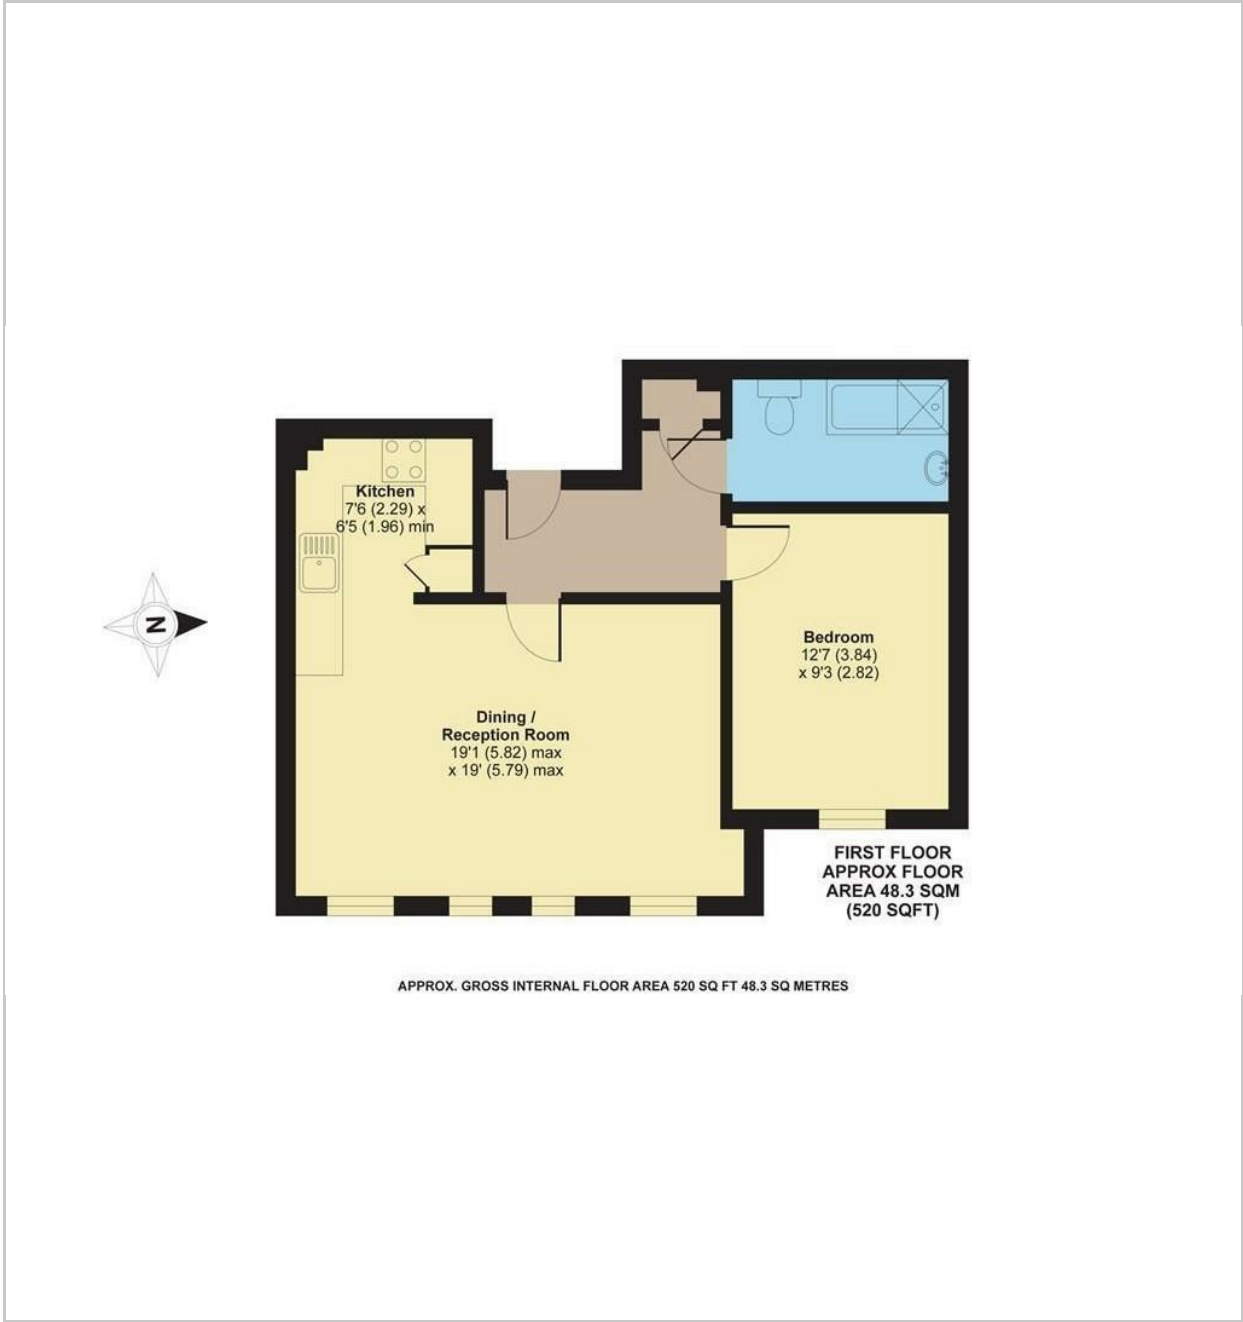 Kitchen
7'6 (2.29) x
6'5 (1.96) min
N
Bedroom
12'7 (3.84)
x 9'3 (2.82)
Dining /
Reception Room
19'1 (5.82) max
x 19' (5.79) max
FIRST FLOOR
APPROX FLOOR
AREA 48.3 SQM
(520 SQFT)
APPROX. GROSS INTERNAL FLOOR AREA 520 SQ FT 48.3 SQ METRES